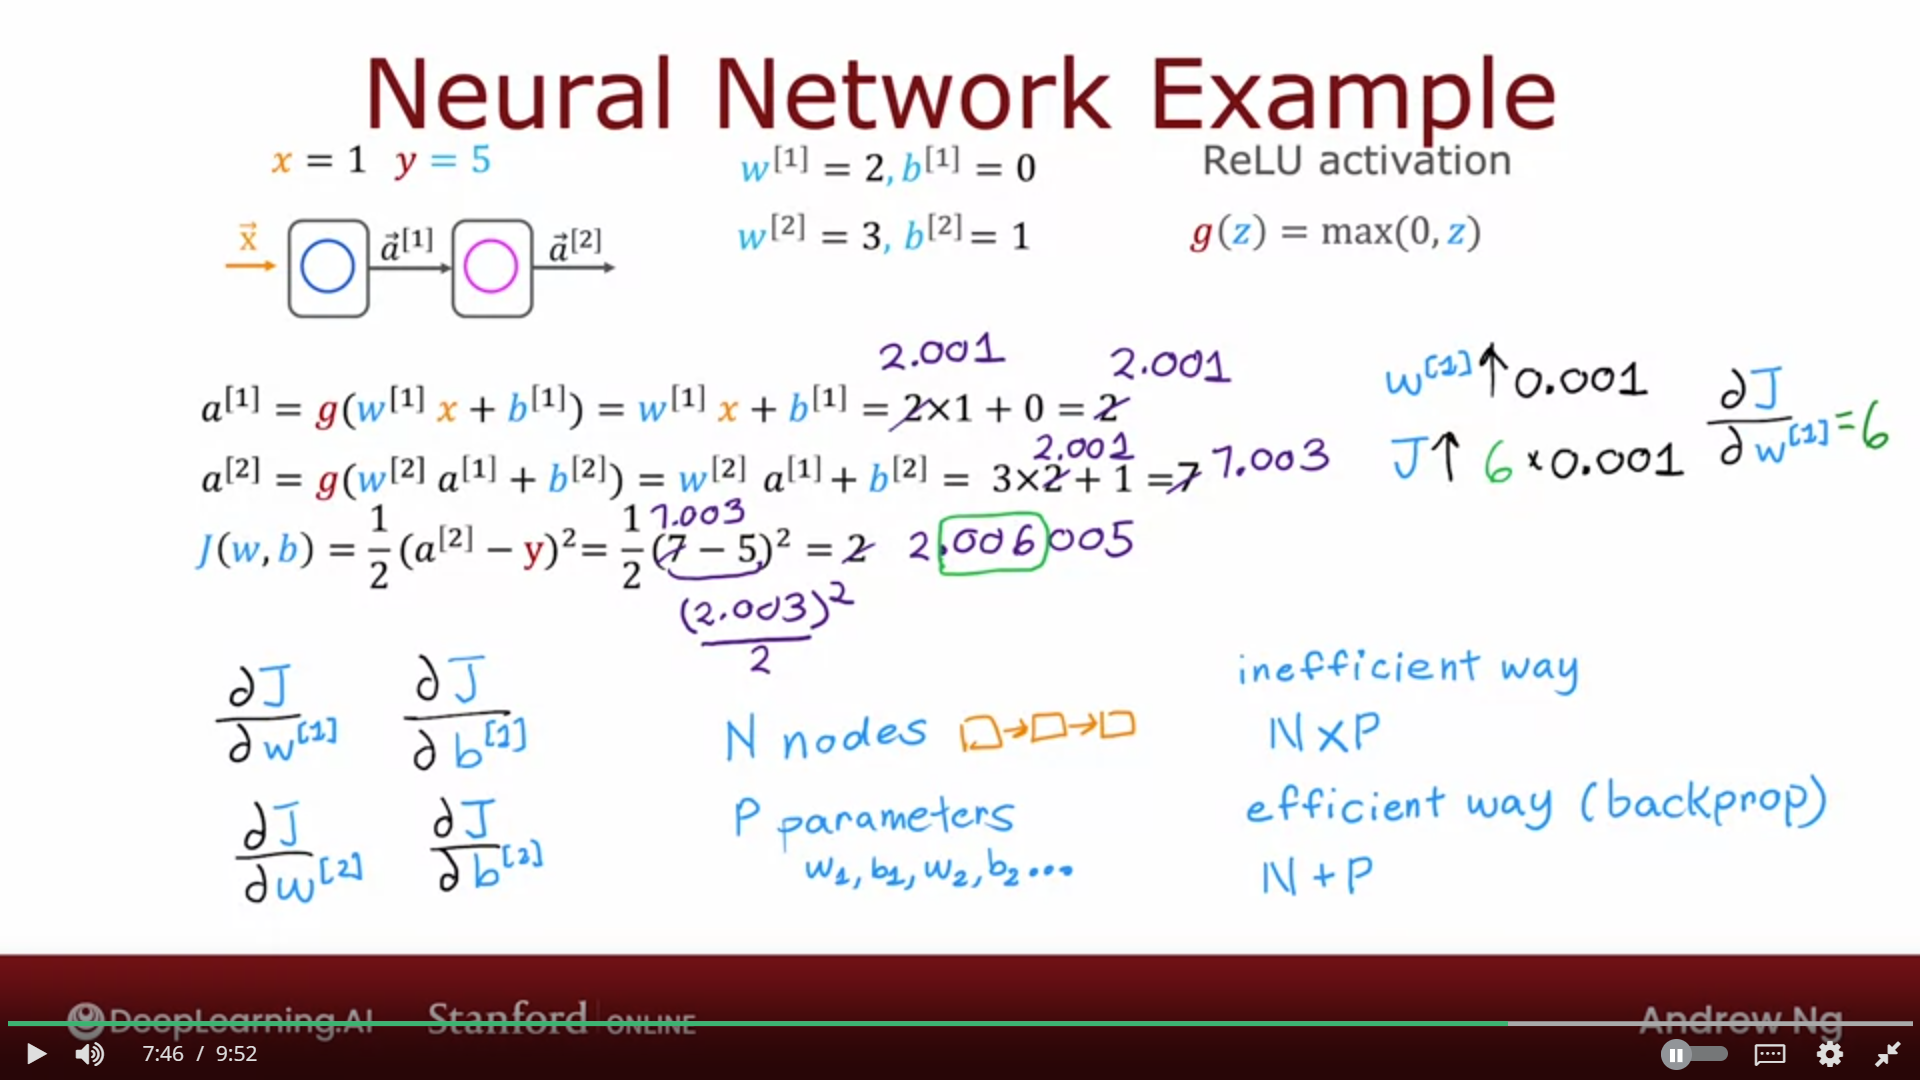 Neural Network Example
x = 1 y = 5
w[1] = 2, b[1] = 0
ReLU activation
w[2] = 3, b[2] = 1
g(z) = max(0, z)
x⃗ a⃗[1] a⃗[2]
2.001 2.001
w[1] ↑ 0.001
a[1] = g(w[1] x + b[1]) = w[1] x + b[1] = 2×1 + 0 = 2
∂J/∂w[1] = 6
2.001
J ↑ 6 × 0.001
a[2] = g(w[2] a[1] + b[2]) = w[2] a[1] + b[2] = 3×2 + 1 = 7 7.003
7.003
J(w, b) = 1/2 (a[2] − y)² = 1/2 (7 − 5)² = 2 2.006005
(2.003)²/2
∂J/∂w[1] ∂J/∂b[1]
inefficient way
N nodes □→□→□
N×P
∂J/∂w[2] ∂J/∂b[2]
P parameters
efficient way (backprop)
w1, b1, w2, b2...
N + P
DeepLearning.AI Stanford | ONLINE
Andrew Ng
7:46 / 9:52